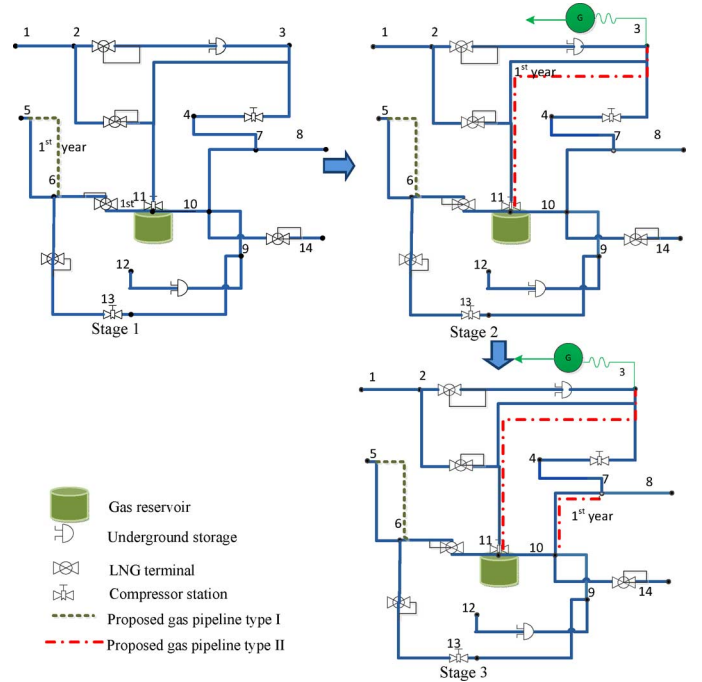 1
2
3
5
4
7
8
1st year
6
11
1st
10
9
12
14
13
Stage 1
G
3
1
2
1st year
5
4
7
8
6
11
10
9
12
14
13
Stage 2
G
3
1
2
5
4
7
8
1st year
6
11
10
9
12
14
13
Stage 3
Gas reservoir
Underground storage
LNG terminal
Compressor station
Proposed gas pipeline type I
Proposed gas pipeline type II